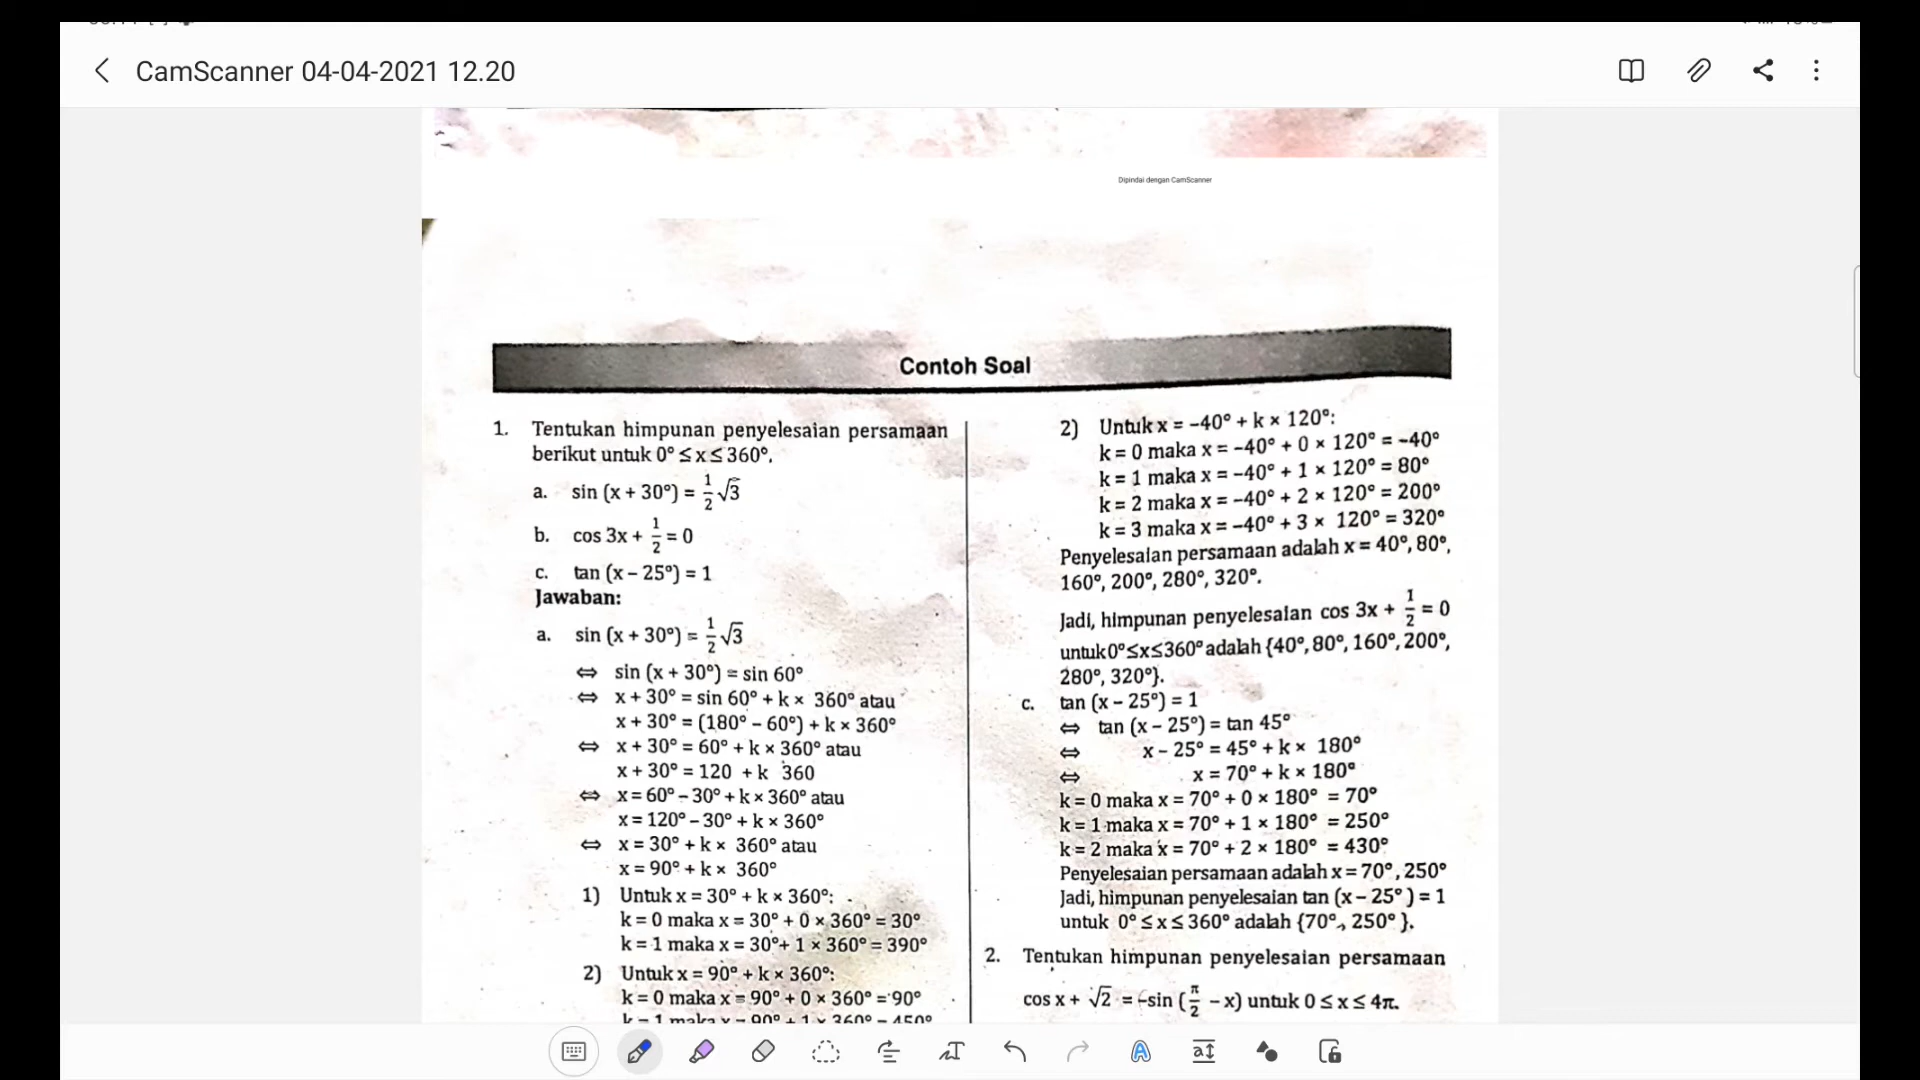 CamScanner 04-04-2021 12.20
Dipindai dengan CamScanner
Contoh Soal
1. Tentukan himpunan penyelesaian persamaan
berikut untuk 0° ≤ x ≤ 360°.
a. sin (x + 30°) = 1/2 √3
b. cos 3x + 1/2 = 0
c. tan (x – 25°) = 1
Jawaban:
a. sin (x + 30°) = 1/2 √3
⇔ sin (x + 30°) = sin 60°
⇔ x + 30° = sin 60° + k × 360° atau
x + 30° = (180° – 60°) + k × 360°
⇔ x + 30° = 60° + k × 360° atau
x + 30° = 120 + k 360
⇔ x = 60° – 30° + k × 360° atau
x = 120° – 30° + k × 360°
⇔ x = 30° + k × 360° atau
x = 90° + k × 360°
1) Untuk x = 30° + k × 360°:
k = 0 maka x = 30° + 0 × 360° = 30°
k = 1 maka x = 30° + 1 × 360° = 390°
2) Untuk x = 90° + k × 360°:
k = 0 maka x = 90° + 0 × 360° = 90°
k = 1 maka x = 90° + 1 × 360° = 450°
2) Untuk x = –40° + k × 120°:
k = 0 maka x = –40° + 0 × 120° = –40°
k = 1 maka x = –40° + 1 × 120° = 80°
k = 2 maka x = –40° + 2 × 120° = 200°
k = 3 maka x = –40° + 3 × 120° = 320°
Penyelesaian persamaan adalah x = 40°, 80°,
160°, 200°, 280°, 320°.
Jadi, himpunan penyelesaian cos 3x + 1/2 = 0
untuk 0° ≤ x ≤ 360° adalah {40°, 80°, 160°, 200°,
280°, 320°}.
c. tan (x – 25°) = 1
⇔ tan (x – 25°) = tan 45°
⇔ x – 25° = 45° + k × 180°
⇔ x = 70° + k × 180°
k = 0 maka x = 70° + 0 × 180° = 70°
k = 1 maka x = 70° + 1 × 180° = 250°
k = 2 maka x = 70° + 2 × 180° = 430°
Penyelesaian persamaan adalah x = 70°, 250°
Jadi, himpunan penyelesaian tan (x – 25°) = 1
untuk 0° ≤ x ≤ 360° adalah {70°, 250°}.
2. Tentukan himpunan penyelesaian persamaan
cos x + √2 = –sin (π/2 – x) untuk 0 ≤ x ≤ 4π.